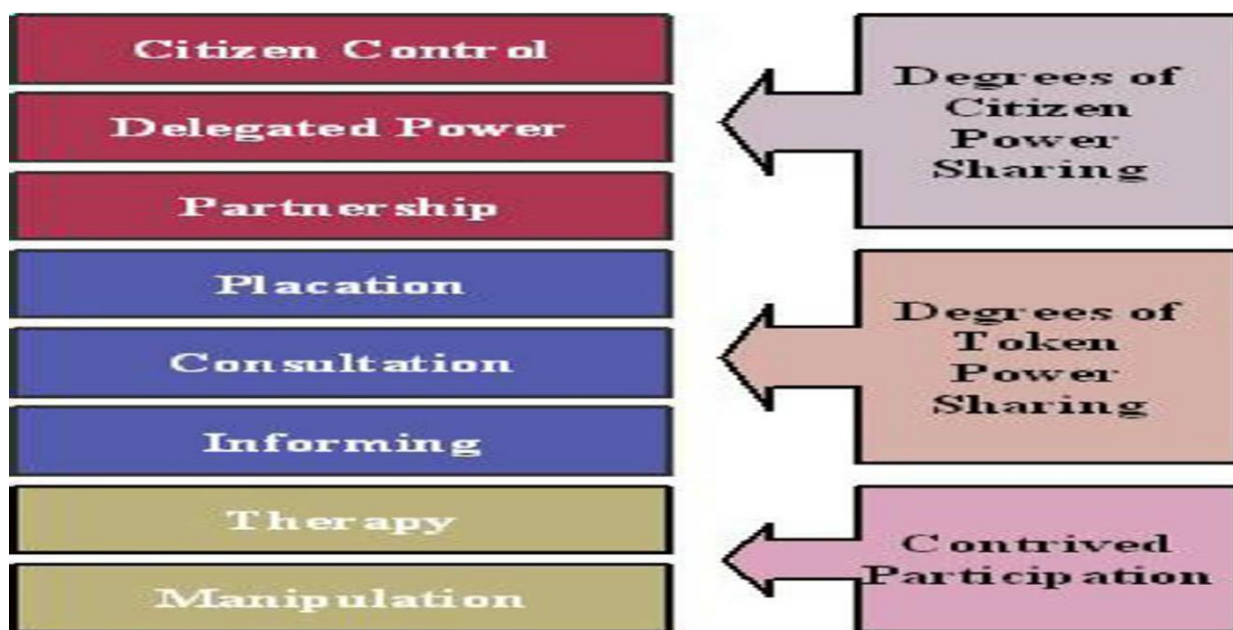 Citizen Control
Delegated Power
Partnership
Degrees of
Citizen
Power
Sharing
Placation
Consultation
Informing
Degrees of
Token
Power
Sharing
Therapy
Manipulation
Contrived
Participation